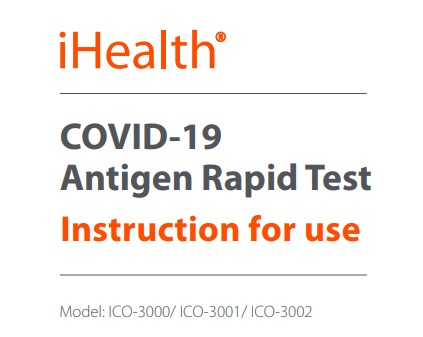 iHealth®
COVID-19
Antigen Rapid Test
Instruction for use
Model: ICO-3000/ ICO-3001/ ICO-3002